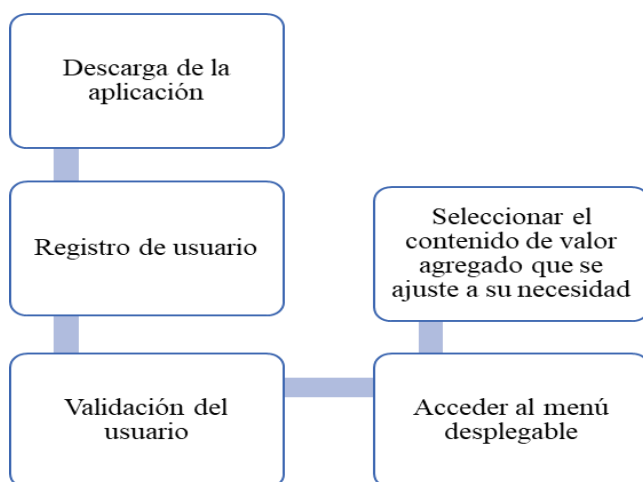 Descarga de la
aplicación
Registro de usuario
Validación del
usuario
Acceder al menú
desplegable
Seleccionar el
contenido de valor
agregado que se
ajuste a su necesidad